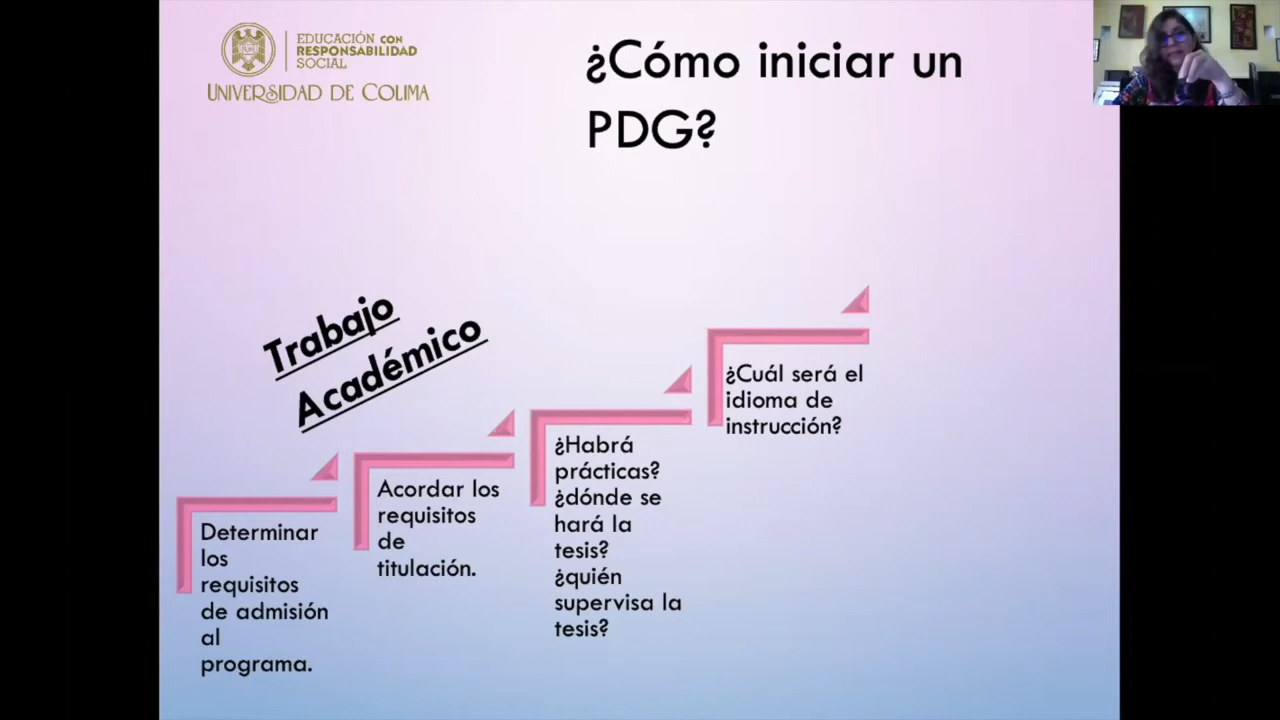 EDUCACIÓN CON
RESPONSABILIDAD
SOCIAL
UNIVERSIDAD DE COLIMA
¿Cómo iniciar un
PDG?
Trabajo
Académico
Determinar
los
requisitos
de admisión
al
programa.
Acordar los
requisitos
de
titulación.
¿Habrá
prácticas?
¿dónde se
hará la
tesis?
¿quién
supervisa la
tesis?
¿Cuál será el
idioma de
instrucción?